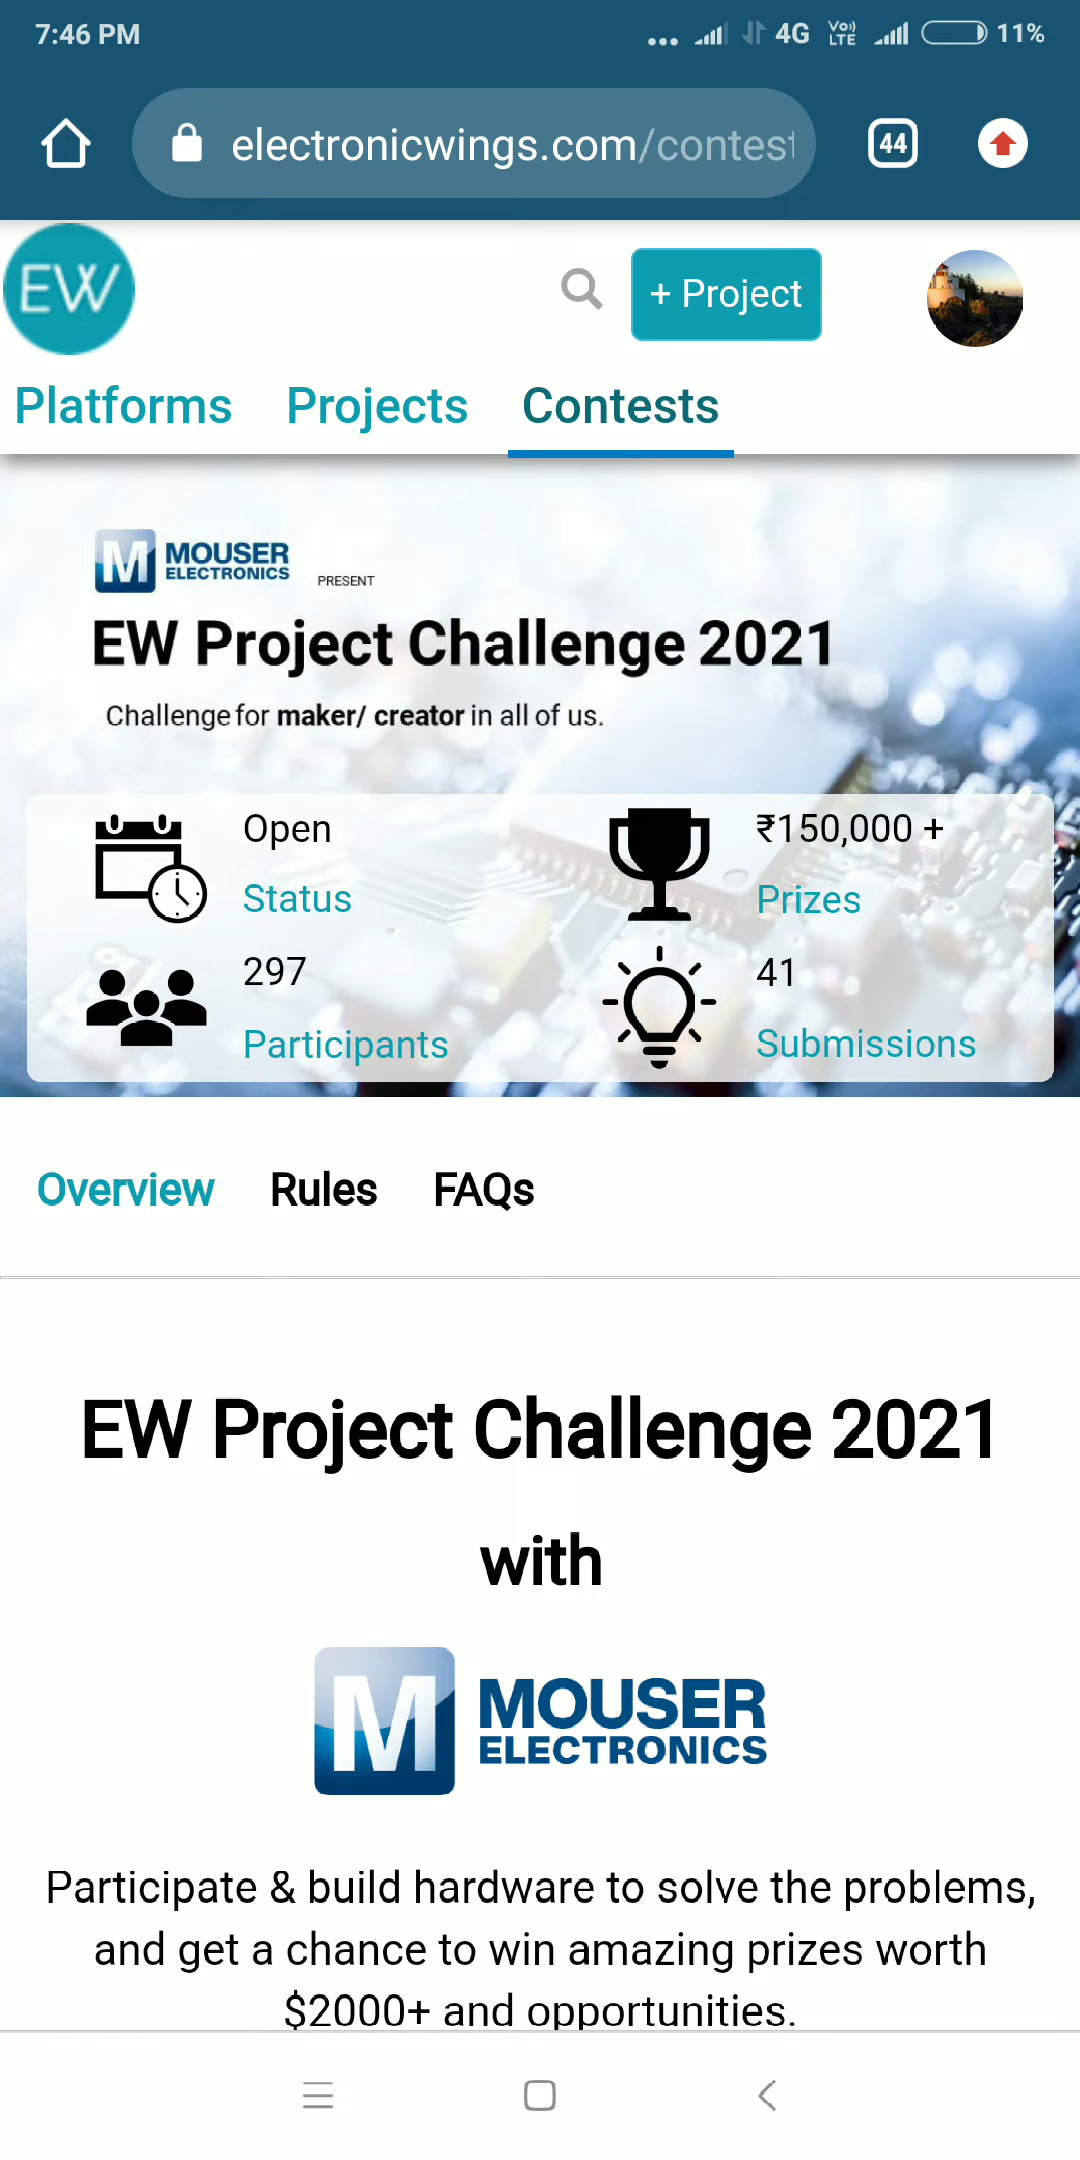 7:46 PM
... 4G VoLTE 11%
electronicwings.com/contest
44
EW
+ Project
Platforms Projects Contests
M MOUSER
ELECTRONICS
PRESENT
EW Project Challenge 2021
Challenge for maker/ creator in all of us.
Open
Status
₹150,000 +
Prizes
297
Participants
41
Submissions
Overview Rules FAQs
EW Project Challenge 2021
with
M MOUSER
ELECTRONICS
Participate & build hardware to solve the problems,
and get a chance to win amazing prizes worth
$2000+ and opportunities.